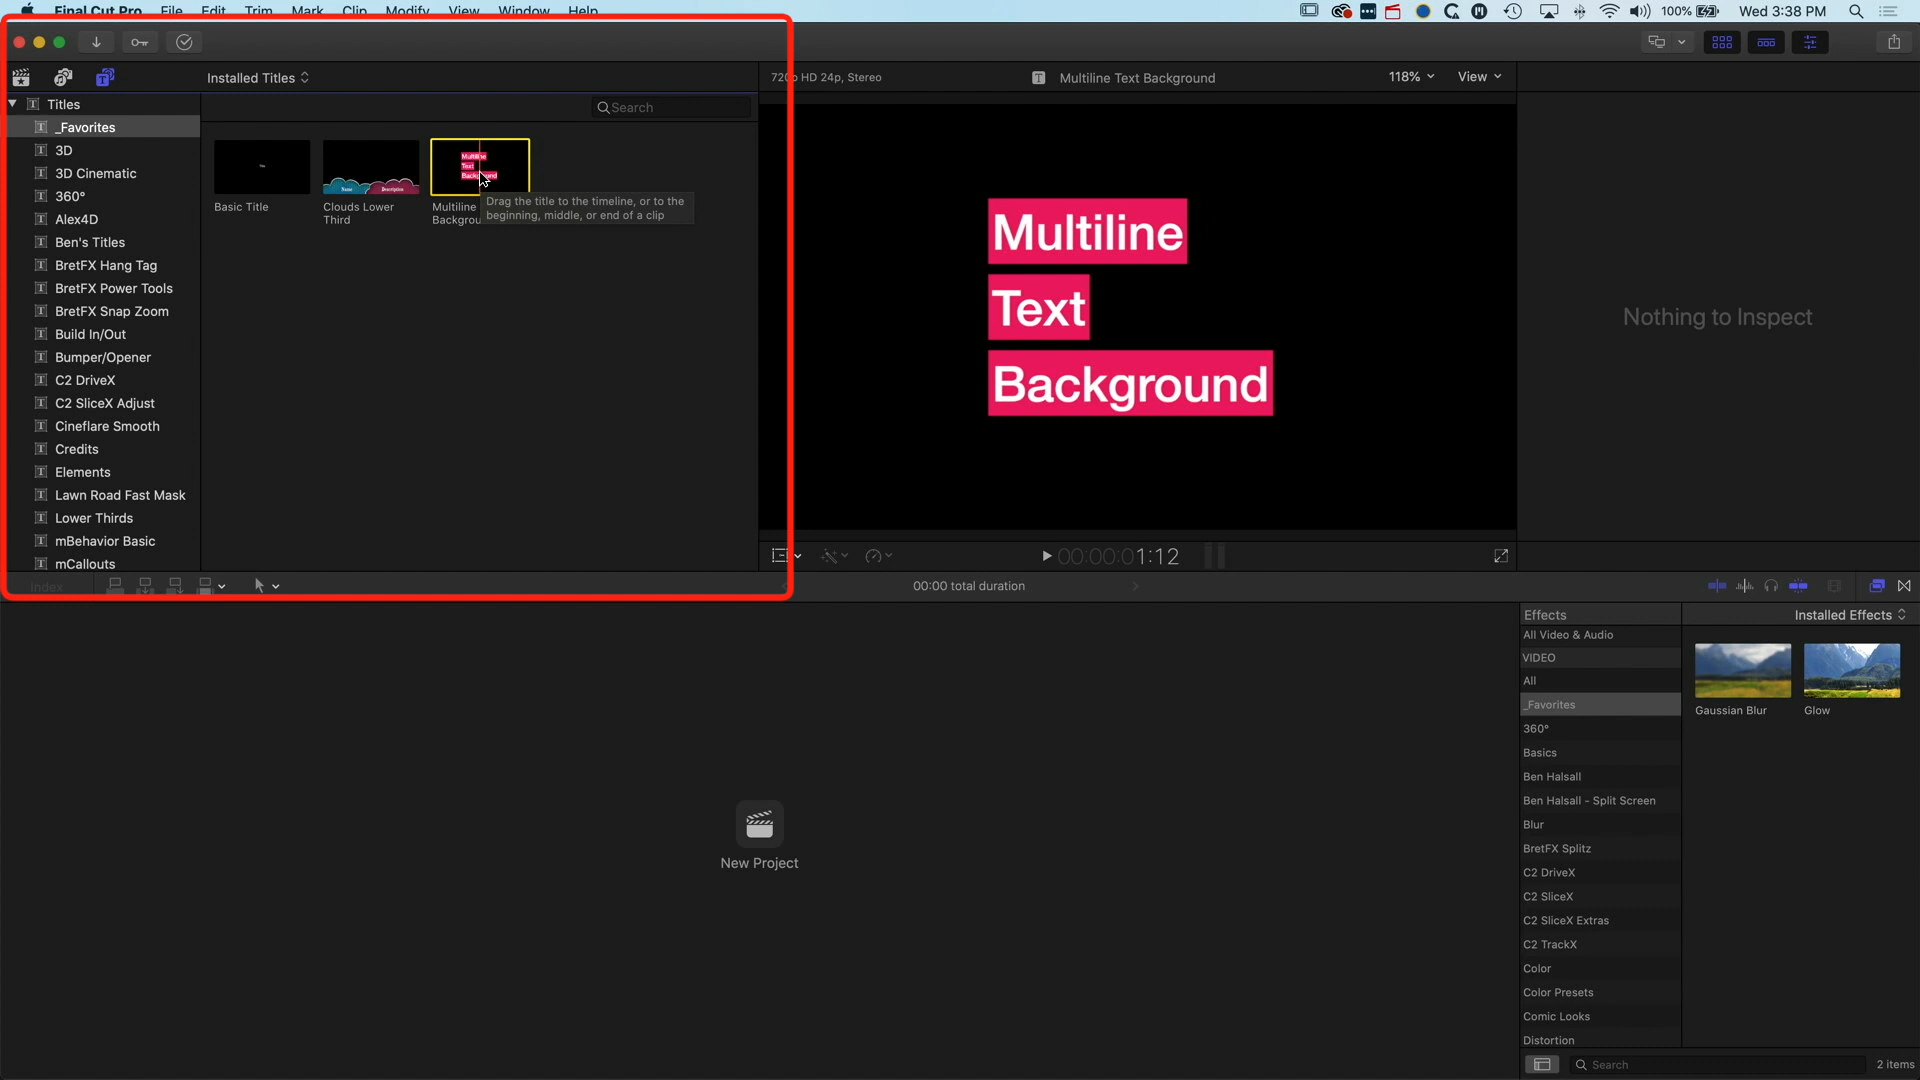 Final Cut Pro File Edit Trim Mark Clip Modify View Window Help
100% Wed 3:38 PM
Installed Titles
720p HD 24p, Stereo
Multiline Text Background
118% View
Titles
Search
_Favorites
3D
3D Cinematic
360°
Alex4D
Ben's Titles
BretFX Hang Tag
BretFX Power Tools
BretFX Snap Zoom
Build In/Out
Bumper/Opener
C2 DriveX
C2 SliceX Adjust
Cineflare Smooth
Credits
Elements
Lawn Road Fast Mask
Lower Thirds
mBehavior Basic
mCallouts
Name Description
Multiline
Text
Background
Basic Title
Clouds Lower
Third
Multiline
Drag the title to the timeline, or to the
beginning, middle, or end of a clip
Multiline
Text
Background
Nothing to Inspect
00:00:01:12
Index
00:00 total duration
New Project
Effects
Installed Effects
All Video & Audio
VIDEO
All
_Favorites
360°
Basics
Ben Halsall
Ben Halsall - Split Screen
Blur
BretFX Splitz
C2 DriveX
C2 SliceX
C2 SliceX Extras
C2 TrackX
Color
Color Presets
Comic Looks
Distortion
Gaussian Blur
Glow
Search
2 items